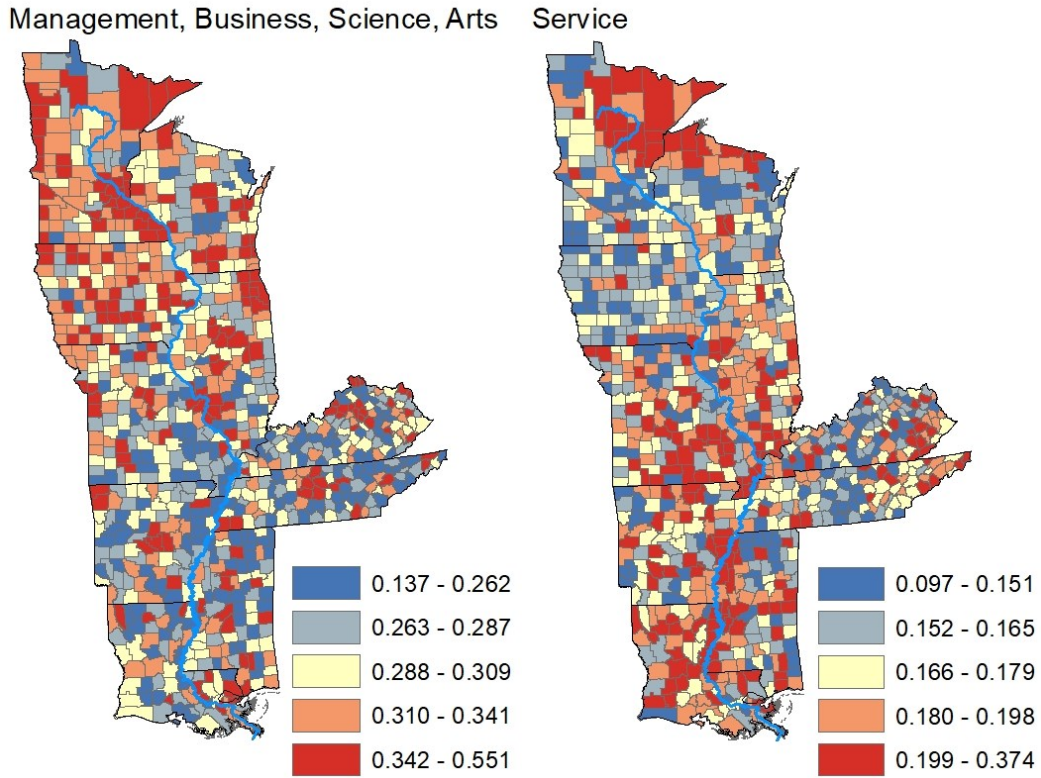 Management, Business, Science, Arts
Service
0.137 - 0.262
0.263 - 0.287
0.288 - 0.309
0.310 - 0.341
0.342 - 0.551
0.097 - 0.151
0.152 - 0.165
0.166 - 0.179
0.180 - 0.198
0.199 - 0.374